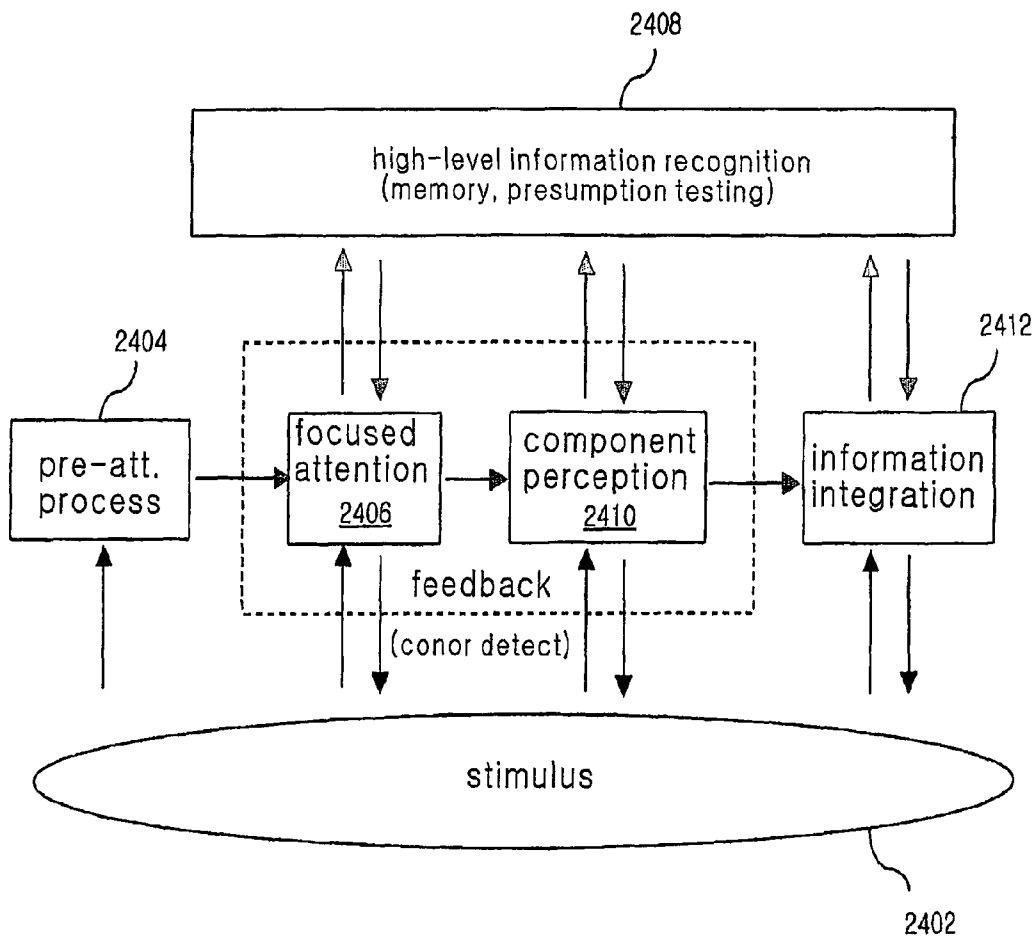 2408
high-level information recognition
(memory, presumption testing)
2404
2412
pre-att.
process
focused
attention
2406
component
perception
2410
information
integration
feedback
(conor detect)
stimulus
2402